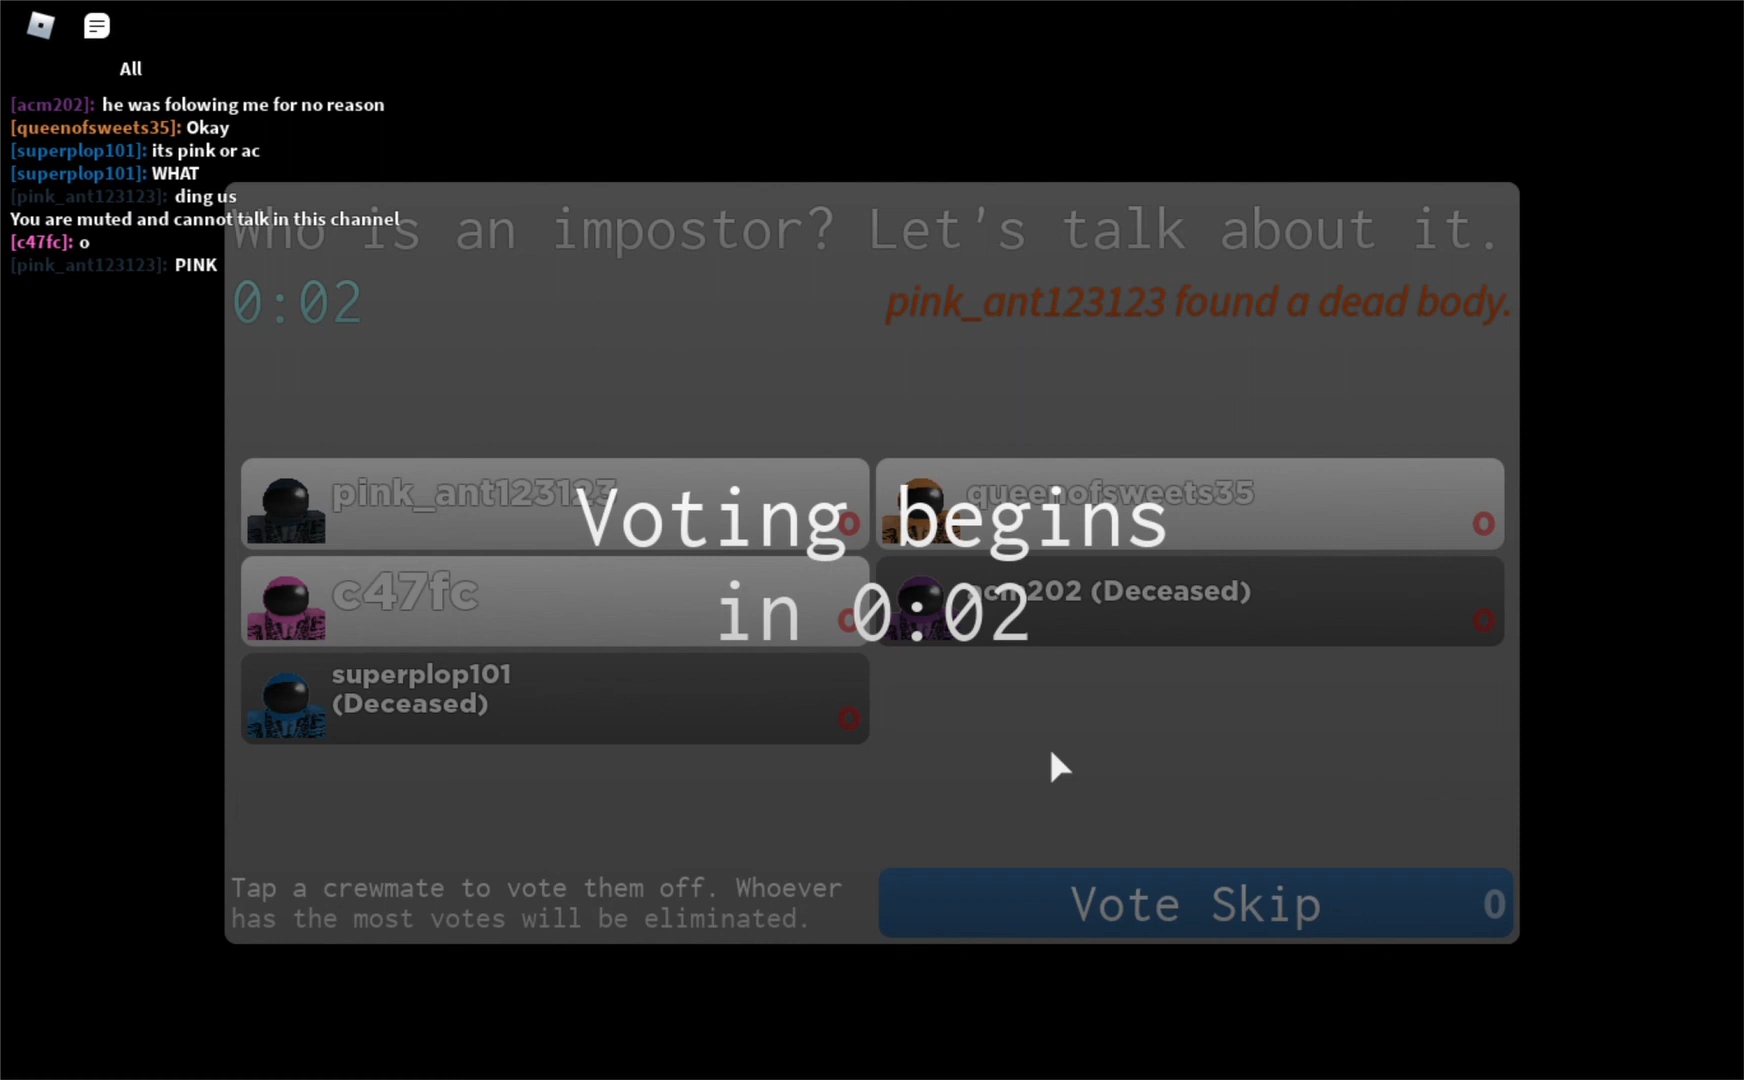 All
[acm202]: he was folowing me for no reason
[queenofsweets35]: Okay
[superplop101]: its pink or ac
[superplop101]: WHAT
[pink_ant123123]: ding us
You are muted and cannot talk in this channel
[c47fc]: o
[pink_ant123123]: PINK
Who is an impostor? Let's talk about it.
0:02
pink_ant123123 found a dead body.
pink_ant123123
0
queenofsweets35
0
Voting begins
in 0:02
c47fc
0
acm202 (Deceased)
0
superplop101
(Deceased)
0
Tap a crewmate to vote them off. Whoever
has the most votes will be eliminated.
Vote Skip
0